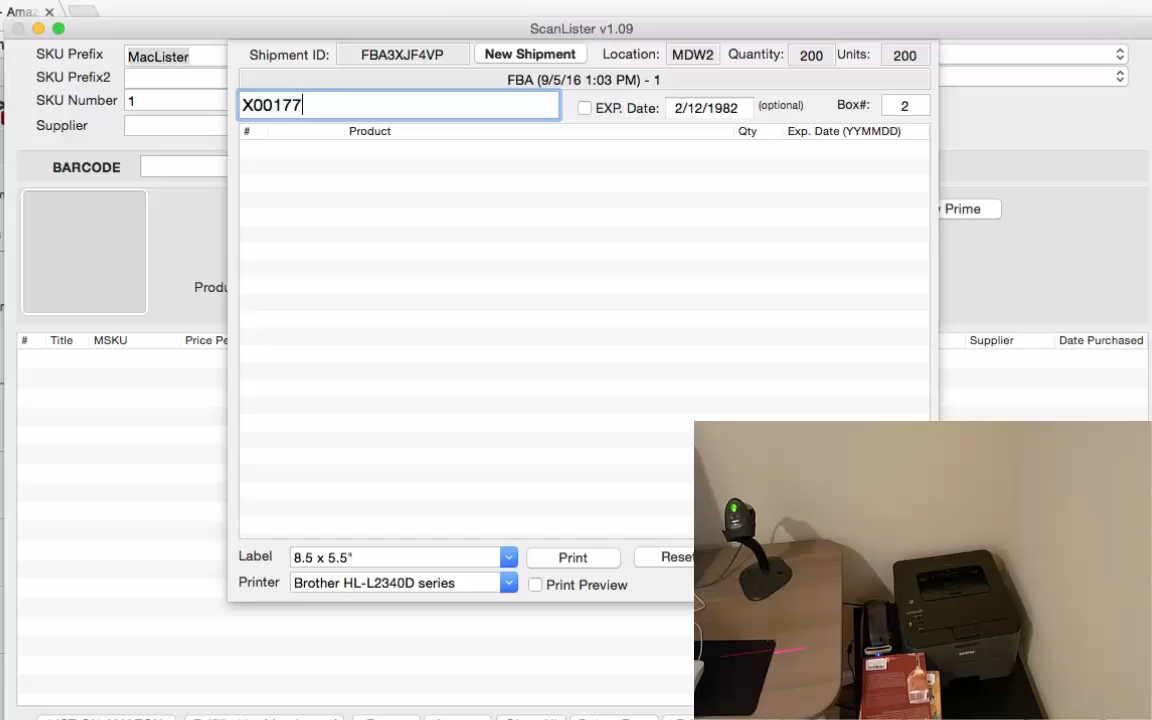 - Amaz
ScanLister v1.09
SKU Prefix MacLister
SKU Prefix2
SKU Number 1
Supplier
BARCODE
Shipment ID: FBA3XJF4VP New Shipment Location: MDW2 Quantity: 200 Units: 200
FBA (9/5/16 1:03 PM) - 1
X00177 EXP. Date: 2/12/1982 (optional) Box#: 2
# Product Qty Exp. Date (YYMMDD)
Prime
Produ
# Title MSKU Price Pe Supplier Date Purchased
Label 8.5 x 5.5" Print Reset
Printer Brother HL-L2340D series Print Preview
brother